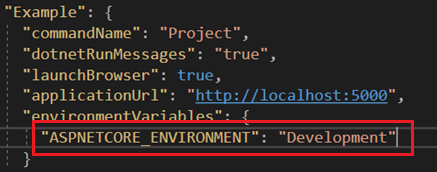 "Example": {
"commandName": "Project",
"dotnetRunMessages": "true",
"launchBrowser": true,
"applicationUrl": "http://localhost:5000",
"environmentVariables": {
"ASPNETCORE_ENVIRONMENT": "Development"
}